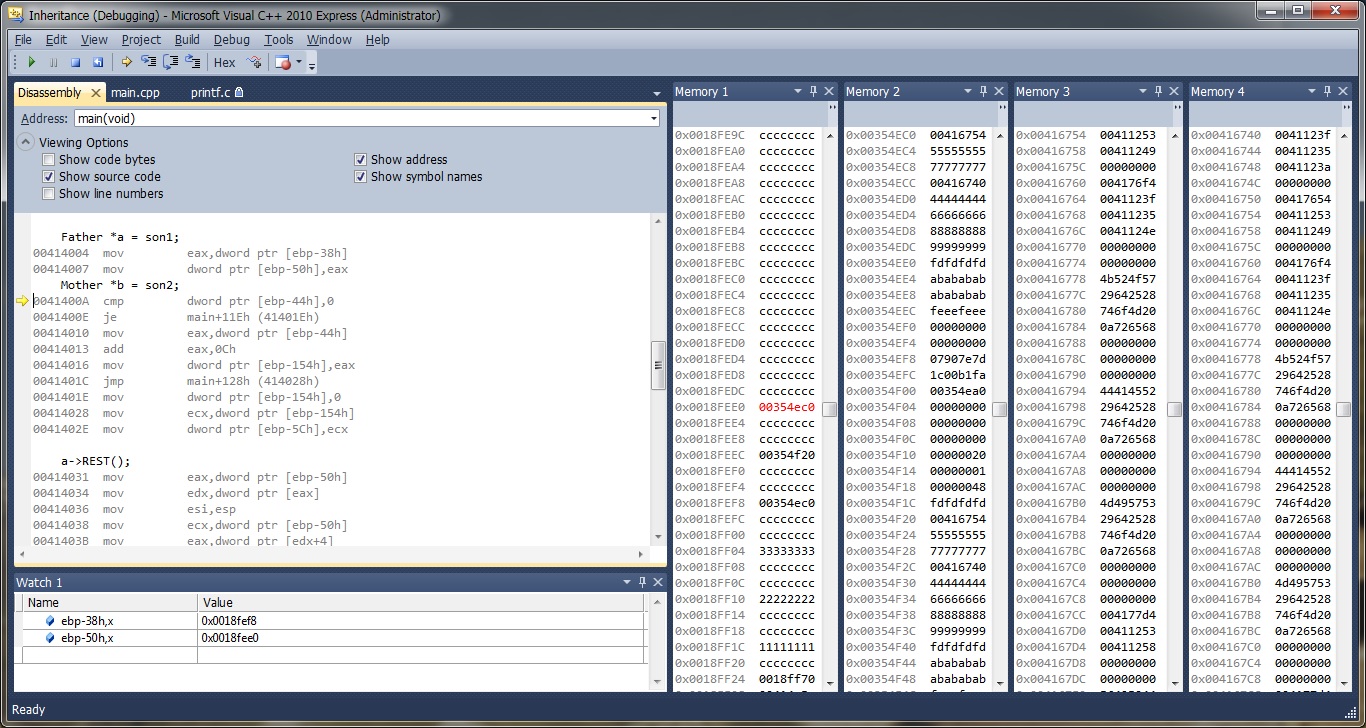 Inheritance (Debugging) - Microsoft Visual C++ 2010 Express (Administrator)
File Edit View Project Build Debug Tools Window Help
Hex
Disassembly main.cpp printf.c
Address: main(void)
Viewing Options
Show code bytes Show address
Show source code Show symbol names
Show line numbers
Father *a = son1;
00414004 mov eax,dword ptr [ebp-38h]
00414007 mov dword ptr [ebp-50h],eax
Mother *b = son2;
0041400A cmp dword ptr [ebp-44h],0
0041400E je main+11Eh (41401Eh)
00414010 mov eax,dword ptr [ebp-44h]
00414013 add eax,0Ch
00414016 mov dword ptr [ebp-154h],eax
0041401C jmp main+128h (414028h)
0041401E mov dword ptr [ebp-154h],0
00414028 mov ecx,dword ptr [ebp-154h]
0041402E mov dword ptr [ebp-5Ch],ecx
a->REST();
00414031 mov eax,dword ptr [ebp-50h]
00414034 mov edx,dword ptr [eax]
00414036 mov esi,esp
00414038 mov ecx,dword ptr [ebp-50h]
0041403B mov eax,dword ptr [edx+4]
Watch 1
Name Value
ebp-38h,x 0x0018fef8
ebp-50h,x 0x0018fee0
Ready
Memory 1
0x0018FE9C cccccccc
0x0018FEA0 cccccccc
0x0018FEA4 cccccccc
0x0018FEA8 cccccccc
0x0018FEAC cccccccc
0x0018FEB0 cccccccc
0x0018FEB4 cccccccc
0x0018FEB8 cccccccc
0x0018FEBC cccccccc
0x0018FEC0 cccccccc
0x0018FEC4 cccccccc
0x0018FEC8 cccccccc
0x0018FECC cccccccc
0x0018FED0 cccccccc
0x0018FED4 cccccccc
0x0018FED8 cccccccc
0x0018FEDC cccccccc
0x0018FEE0 00354ec0
0x0018FEE4 cccccccc
0x0018FEE8 cccccccc
0x0018FEEC 00354f20
0x0018FEF0 cccccccc
0x0018FEF4 cccccccc
0x0018FEF8 00354ec0
0x0018FEFC cccccccc
0x0018FF00 cccccccc
0x0018FF04 33333333
0x0018FF08 cccccccc
0x0018FF0C cccccccc
0x0018FF10 22222222
0x0018FF14 cccccccc
0x0018FF18 cccccccc
0x0018FF1C 11111111
0x0018FF20 cccccccc
0x0018FF24 0018ff70
Memory 2
0x00354EC0 00416754
0x00354EC4 55555555
0x00354EC8 77777777
0x00354ECC 00416740
0x00354ED0 44444444
0x00354ED4 66666666
0x00354ED8 88888888
0x00354EDC 99999999
0x00354EE0 fdfdfdfd
0x00354EE4 abababab
0x00354EE8 abababab
0x00354EEC feeefeee
0x00354EF0 00000000
0x00354EF4 00000000
0x00354EF8 07907e7d
0x00354EFC 1c00b1fa
0x00354F00 00354ea0
0x00354F04 00000000
0x00354F08 00000000
0x00354F0C 00000000
0x00354F10 00000020
0x00354F14 00000001
0x00354F18 00000048
0x00354F1C fdfdfdfd
0x00354F20 00416754
0x00354F24 55555555
0x00354F28 77777777
0x00354F2C 00416740
0x00354F30 44444444
0x00354F34 66666666
0x00354F38 88888888
0x00354F3C 99999999
0x00354F40 fdfdfdfd
0x00354F44 abababab
0x00354F48 abababab
Memory 3
0x00416754 00411253
0x00416758 00411249
0x0041675C 00000000
0x00416760 004176f4
0x00416764 0041123f
0x00416768 00411235
0x0041676C 0041124e
0x00416770 00000000
0x00416774 00000000
0x00416778 4b524f57
0x0041677C 29642528
0x00416780 746f4d20
0x00416784 0a726568
0x00416788 00000000
0x0041678C 00000000
0x00416790 00000000
0x00416794 44414552
0x00416798 29642528
0x0041679C 746f4d20
0x004167A0 0a726568
0x004167A4 00000000
0x004167A8 00000000
0x004167AC 00000000
0x004167B0 4d495753
0x004167B4 29642528
0x004167B8 746f4d20
0x004167BC 0a726568
0x004167C0 00000000
0x004167C4 00000000
0x004167C8 00000000
0x004167CC 004177d4
0x004167D0 00411253
0x004167D4 00411258
0x004167D8 00000000
0x004167DC 00000000
Memory 4
0x00416740 0041123f
0x00416744 00411235
0x00416748 0041123a
0x0041674C 00000000
0x00416750 00417654
0x00416754 00411253
0x00416758 00411249
0x0041675C 00000000
0x00416760 004176f4
0x00416764 0041123f
0x00416768 00411235
0x0041676C 0041124e
0x00416770 00000000
0x00416774 00000000
0x00416778 4b524f57
0x0041677C 29642528
0x00416780 746f4d20
0x00416784 0a726568
0x00416788 00000000
0x0041678C 00000000
0x00416790 00000000
0x00416794 44414552
0x00416798 29642528
0x0041679C 746f4d20
0x004167A0 0a726568
0x004167A4 00000000
0x004167A8 00000000
0x004167AC 00000000
0x004167B0 4d495753
0x004167B4 29642528
0x004167B8 746f4d20
0x004167BC 0a726568
0x004167C0 00000000
0x004167C4 00000000
0x004167C8 00000000